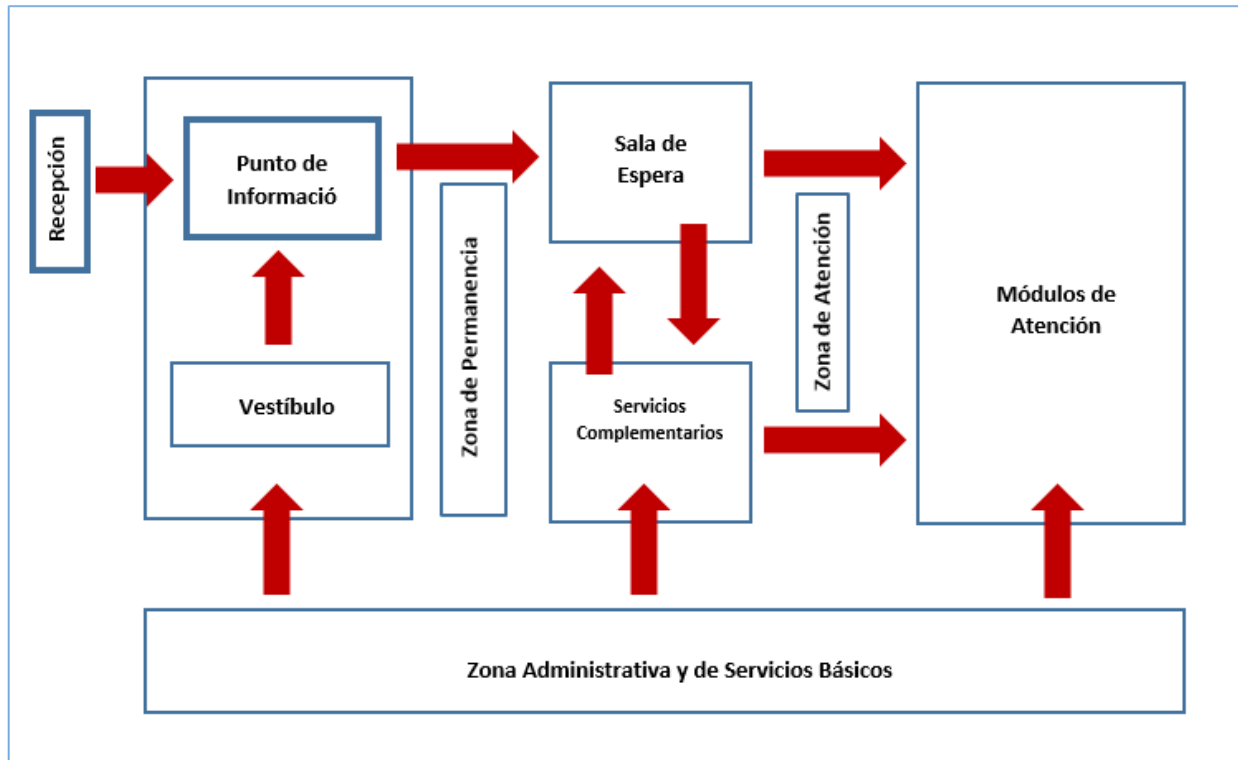 Recepción
Punto de
Informació
Vestíbulo
Zona de Permanencia
Sala de
Espera
Servicios
Complementarios
Zona de Atención
Módulos de
Atención
Zona Administrativa y de Servicios Básicos